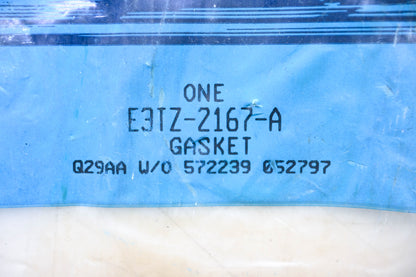 ONE
E3TZ-2167-A
GASKET
Q29AA W/O 572239 052797